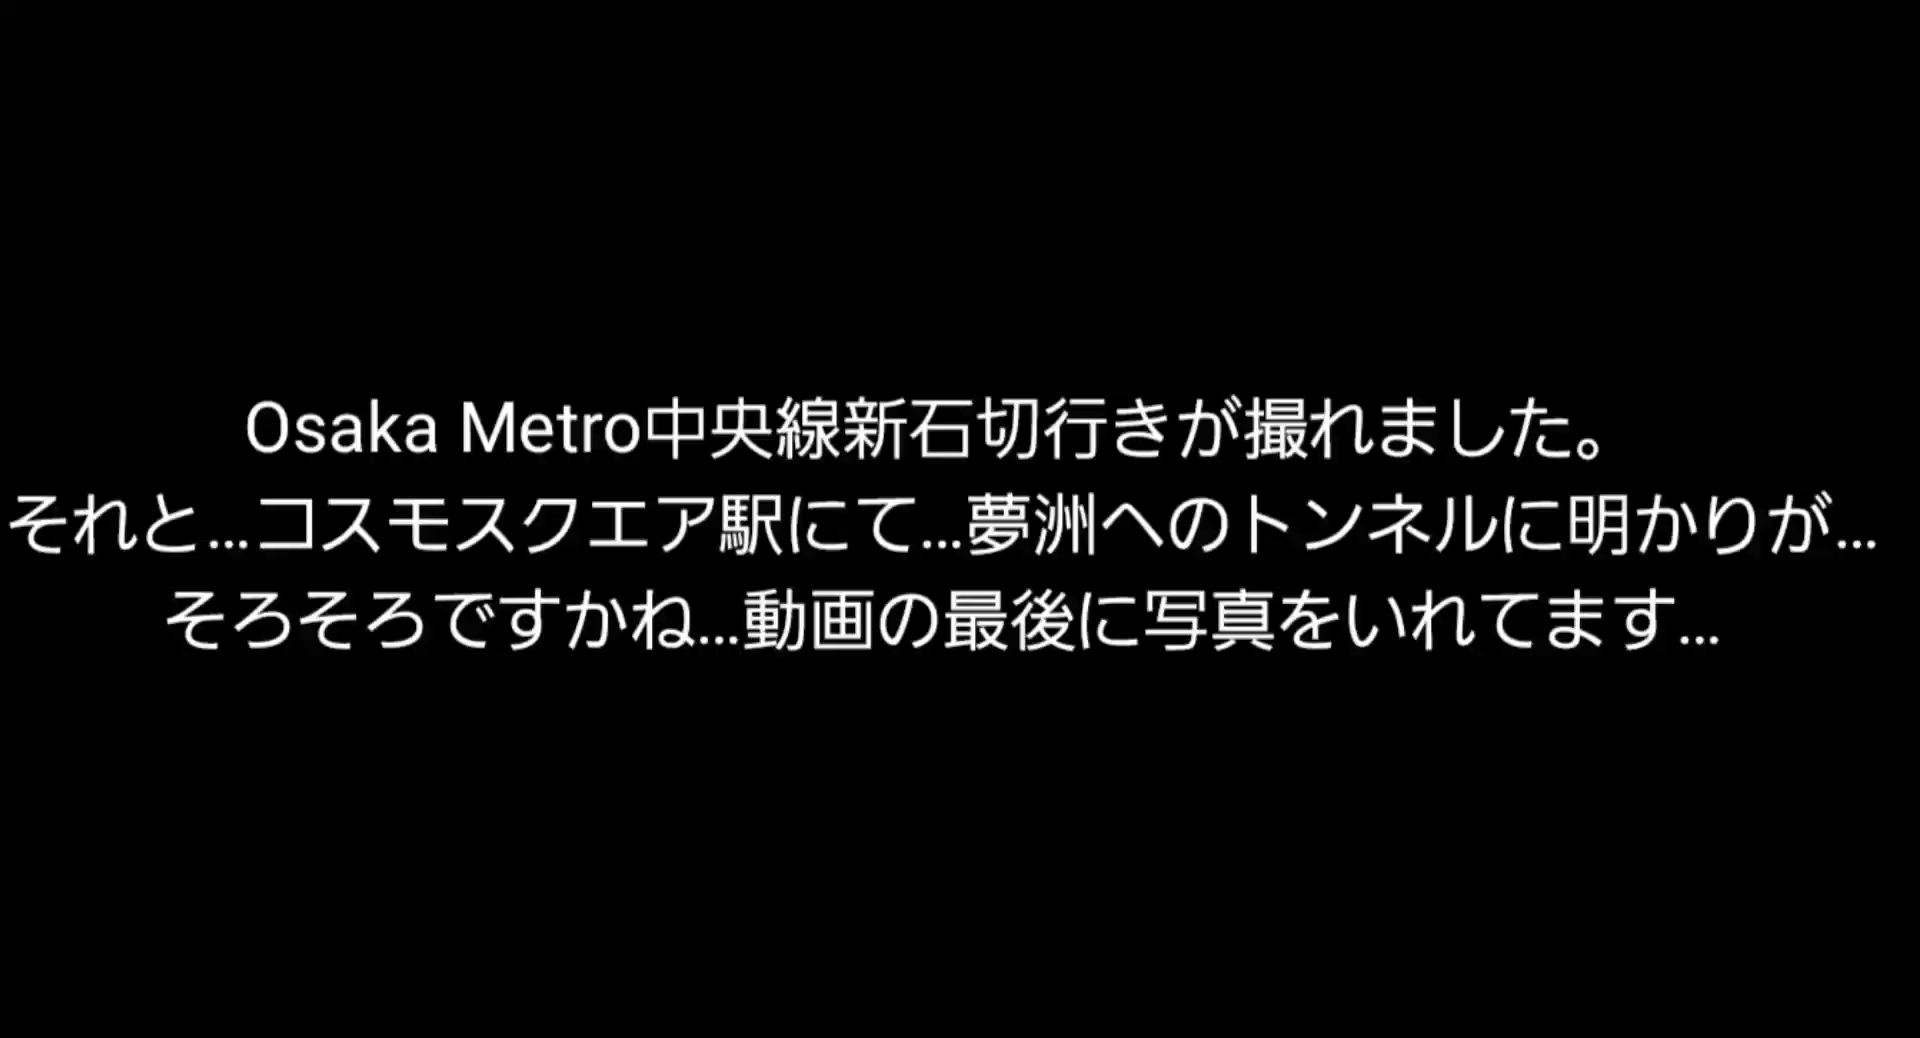 Osaka Metro中央線新石切行きが撮れました。
それと...コスモスクエア駅にて...夢洲へのトンネルに明かりが...
そろそろですかね...動画の最後に写真をいれてます...